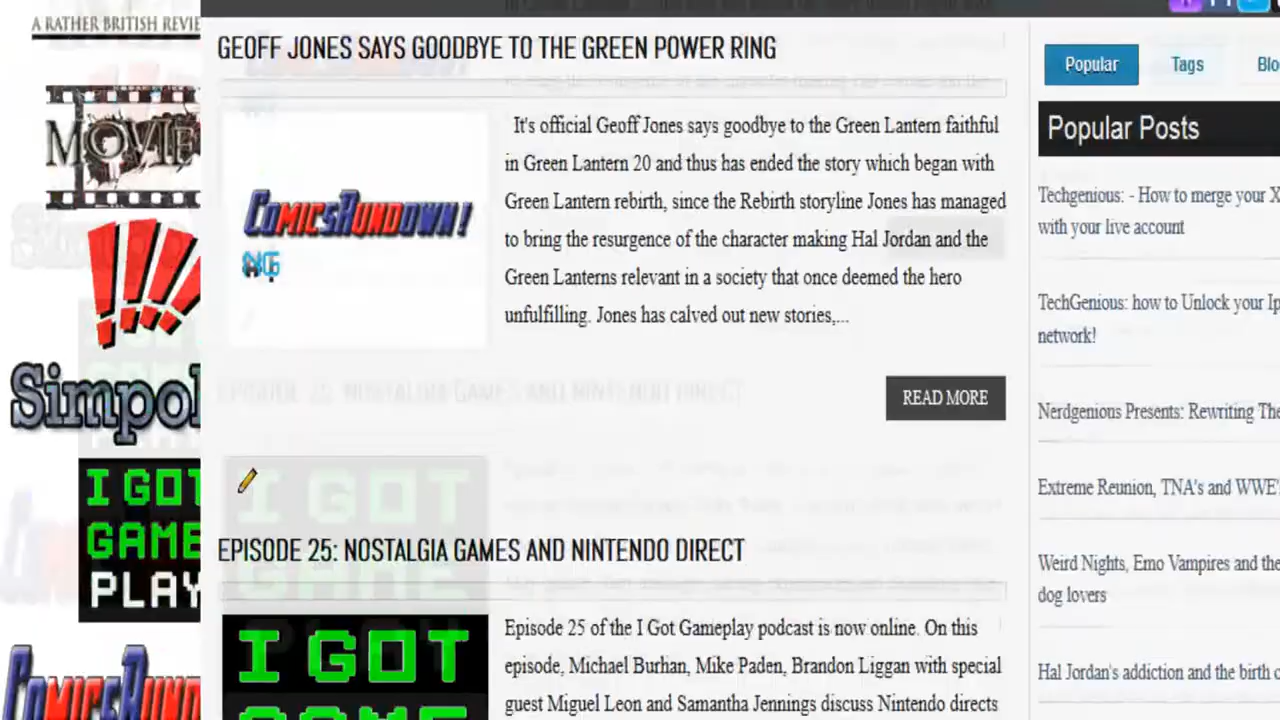 A RATHER BRITISH REVIE
MOVIE
Simpol
I GOT
GAME
PLAY
COMICSRUND
GEOFF JONES SAYS GOODBYE TO THE GREEN POWER RING
COMICSRUNDOWN!
It's official Geoff Jones says goodbye to the Green Lantern faithful
in Green Lantern 20 and thus has ended the story which began with
Green Lantern rebirth, since the Rebirth storyline Jones has managed
to bring the resurgence of the character making Hal Jordan and the
Green Lanterns relevant in a society that once deemed the hero
unfulfilling. Jones has calved out new stories,...
READ MORE
EPISODE 25: NOSTALGIA GAMES AND NINTENDO DIRECT
I GOT
GAME
Episode 25 of the I Got Gameplay podcast is now online. On this
episode, Michael Burhan, Mike Paden, Brandon Liggan with special
guest Miguel Leon and Samantha Jennings discuss Nintendo directs
Popular
Tags
Blo
Popular Posts
Techgenious: - How to merge your X
with your live account
TechGenious: how to Unlock your Ip
network!
Nerdgenious Presents: Rewriting The
Extreme Reunion, TNA's and WWE'
Weird Nights, Emo Vampires and the
dog lovers
Hal Jordan's addiction and the birth o